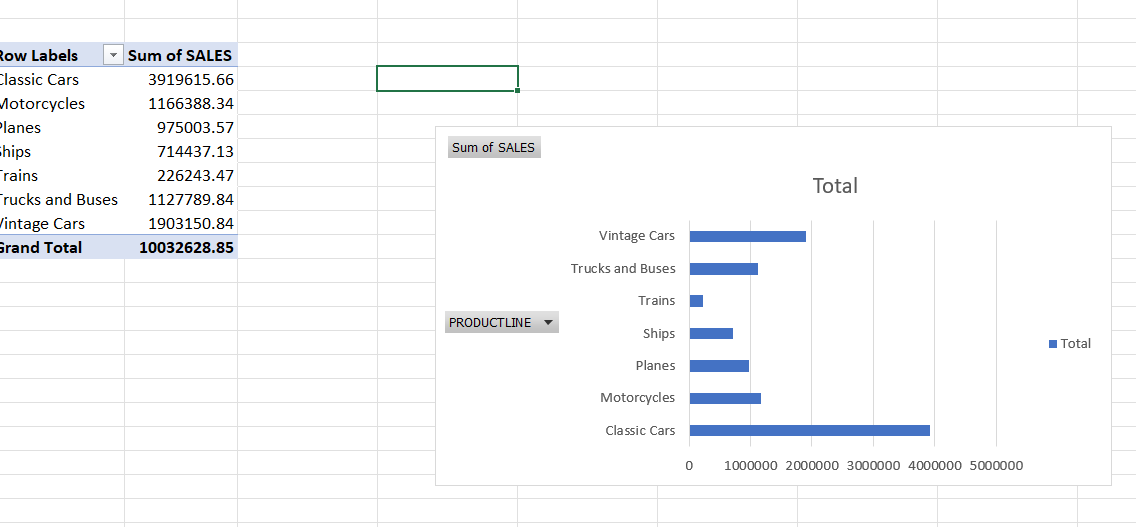 Row Labels Sum of SALES
Classic Cars 3919615.66
Motorcycles 1166388.34
Planes 975003.57
Ships 714437.13
Trains 226243.47
Trucks and Buses 1127789.84
Vintage Cars 1903150.84
Grand Total 10032628.85
Sum of SALES
Total
Vintage Cars
Trucks and Buses
Trains
Ships
Planes
Motorcycles
Classic Cars
PRODUCTLINE
Total
0 1000000 2000000 3000000 4000000 5000000